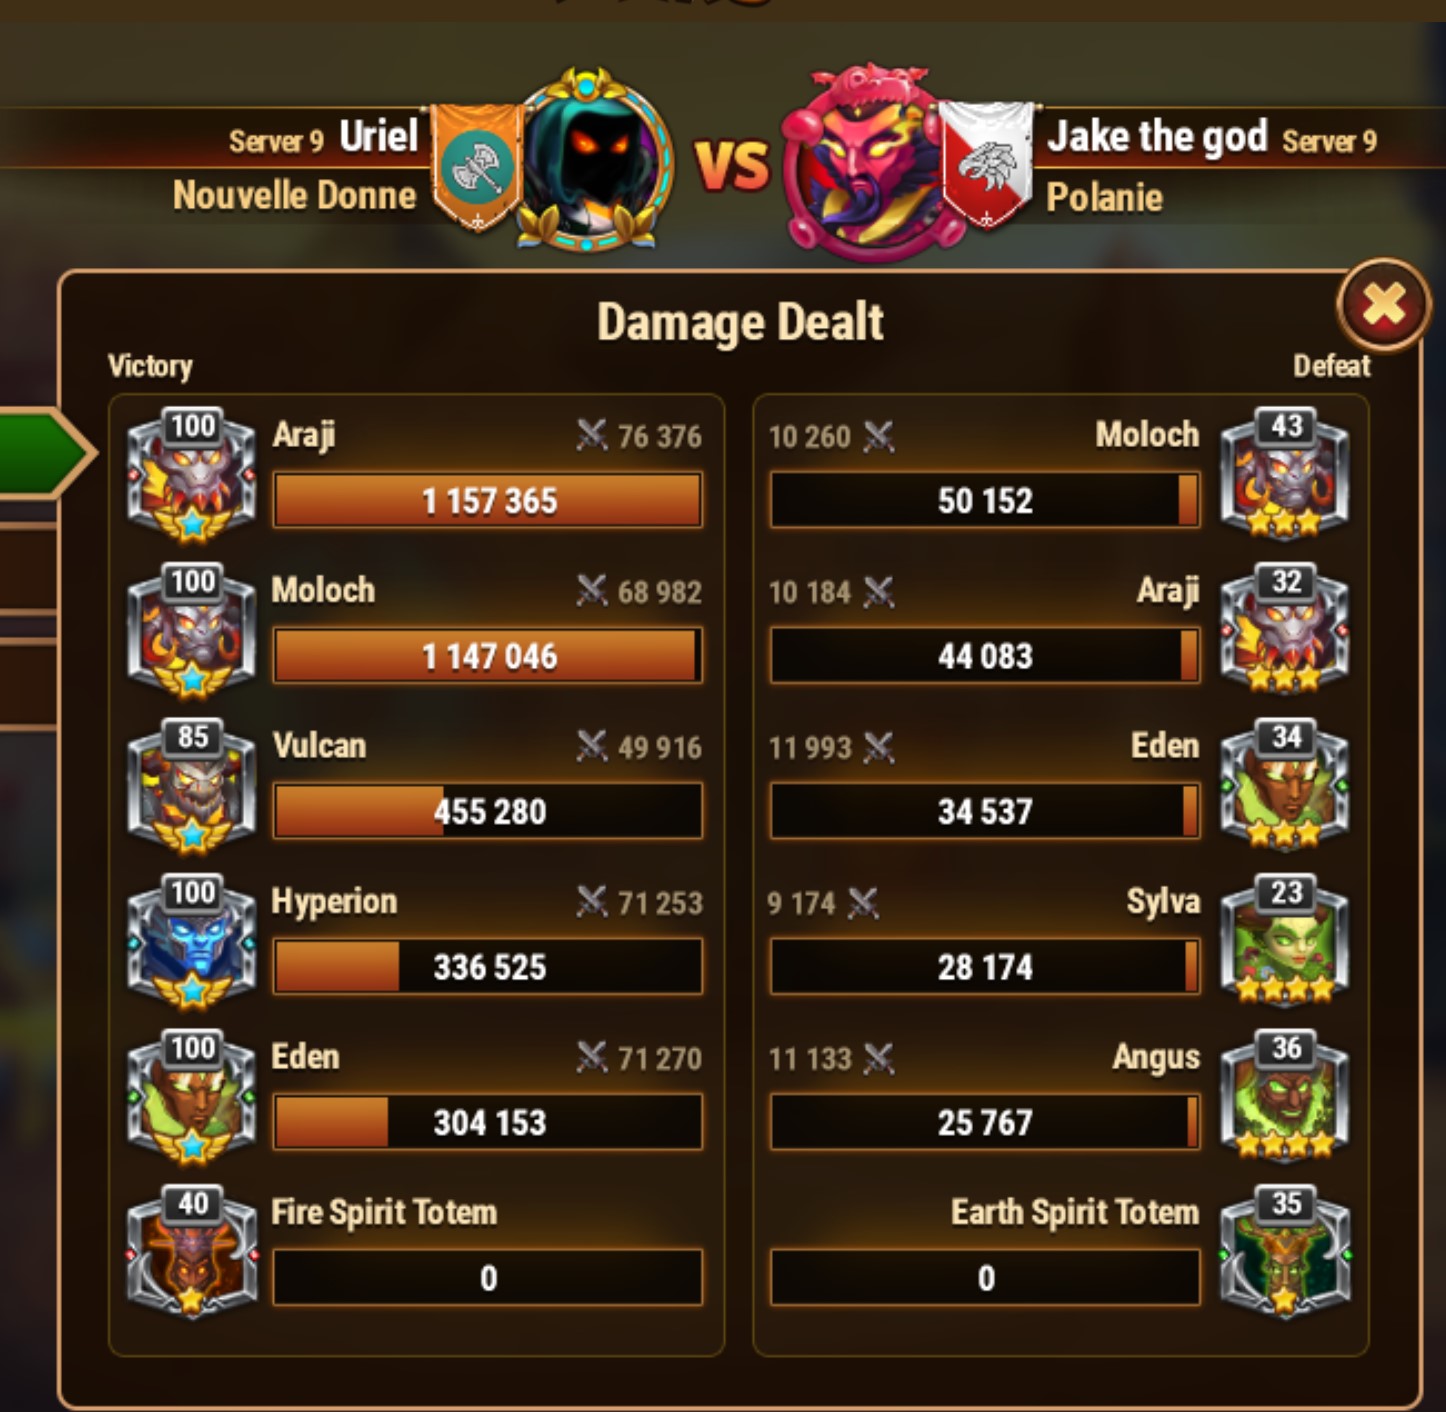 Server 9 Uriel
Nouvelle Donne
VS
Jake the god Server 9
Polanie
Damage Dealt
Victory
Defeat
100 Araji 76 376
1 157 365
100 Moloch 68 982
1 147 046
85 Vulcan 49 916
455 280
100 Hyperion 71 253
336 525
100 Eden 71 270
304 153
40 Fire Spirit Totem
0
10 260 Moloch 43
50 152
10 184 Araji 32
44 083
11 993 Eden 34
34 537
9 174 Sylva 23
28 174
11 133 Angus 36
25 767
Earth Spirit Totem 35
0